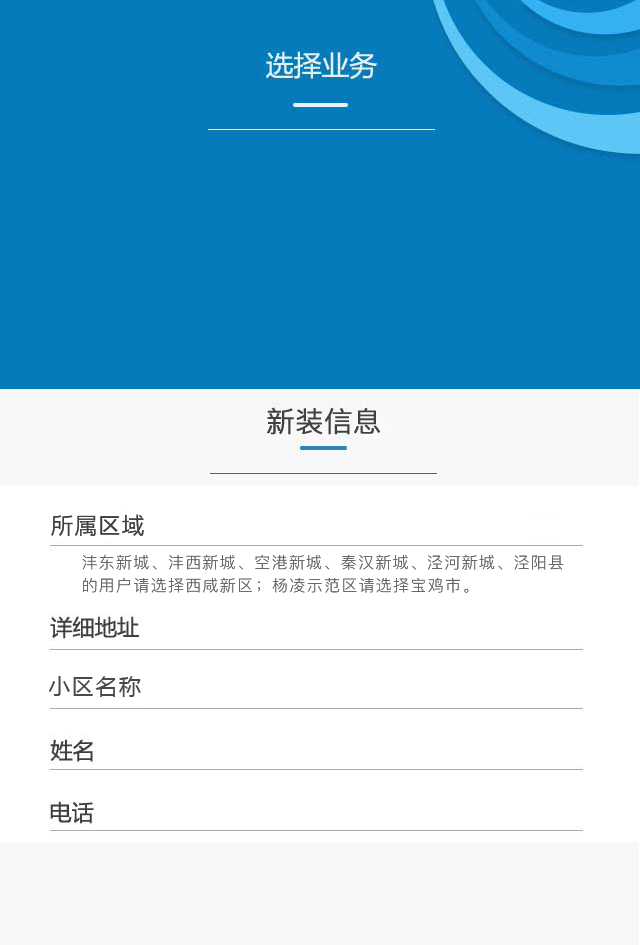 选择业务
新装信息
所属区域
沣东新城、沣西新城、空港新城、秦汉新城、泾河新城、泾阳县
的用户请选择西咸新区；杨凌示范区请选择宝鸡市。
详细地址
小区名称
姓名
电话